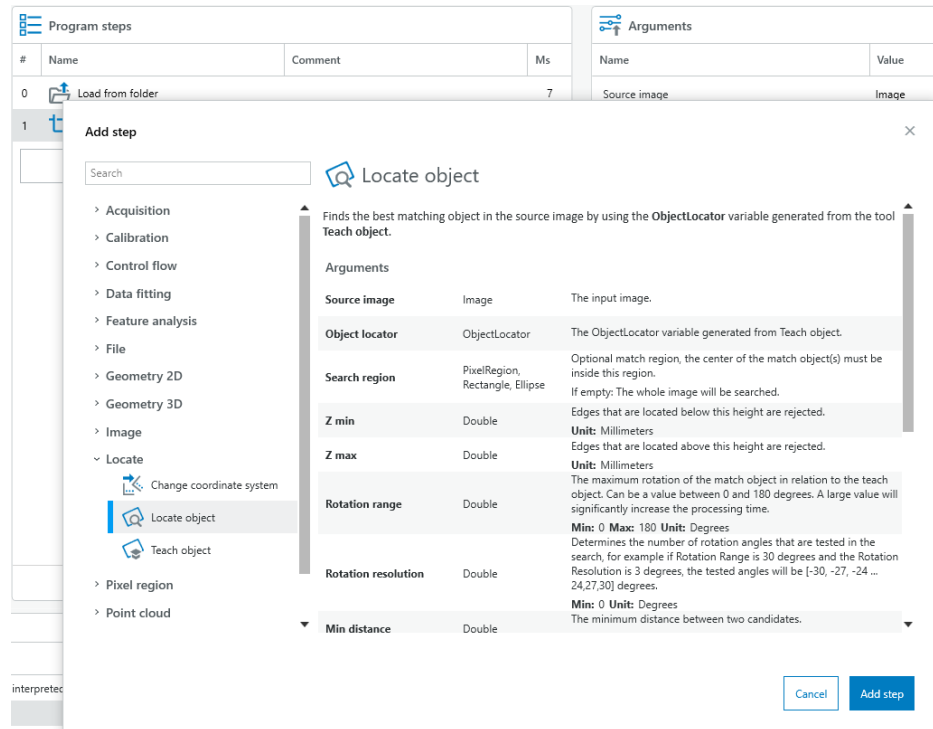 Program steps
Arguments
# Name Comment Ms
Name Value
0 Load from folder 7
Source image Image
1
Add step
Search
Locate object
Finds the best matching object in the source image by using the ObjectLocator variable generated from the tool
Teach object.
Acquisition
Calibration
Control flow
Data fitting
Feature analysis
File
Geometry 2D
Geometry 3D
Image
Locate
Change coordinate system
Locate object
Teach object
Pixel region
Point cloud
Arguments
Source image Image The input image.
Object locator ObjectLocator The ObjectLocator variable generated from Teach object.
Search region PixelRegion, Rectangle, Ellipse Optional match region, the center of the match object(s) must be
inside this region.
If empty: The whole image will be searched.
Z min Double Edges that are located below this height are rejected.
Unit: Millimeters
Z max Double Edges that are located above this height are rejected.
Unit: Millimeters
Rotation range Double The maximum rotation of the match object in relation to the teach
object. Can be a value between 0 and 180 degrees. A large value will
significantly increase the processing time.
Min: 0 Max: 180 Unit: Degrees
Rotation resolution Double Determines the number of rotation angles that are tested in the
search, for example if Rotation Range is 30 degrees and the Rotation
Resolution is 3 degrees, the tested angles will be [-30, -27, -24 ...
24,27,30] degrees.
Min: 0 Unit: Degrees
Min distance Double The minimum distance between two candidates.
interpreted
Cancel Add step